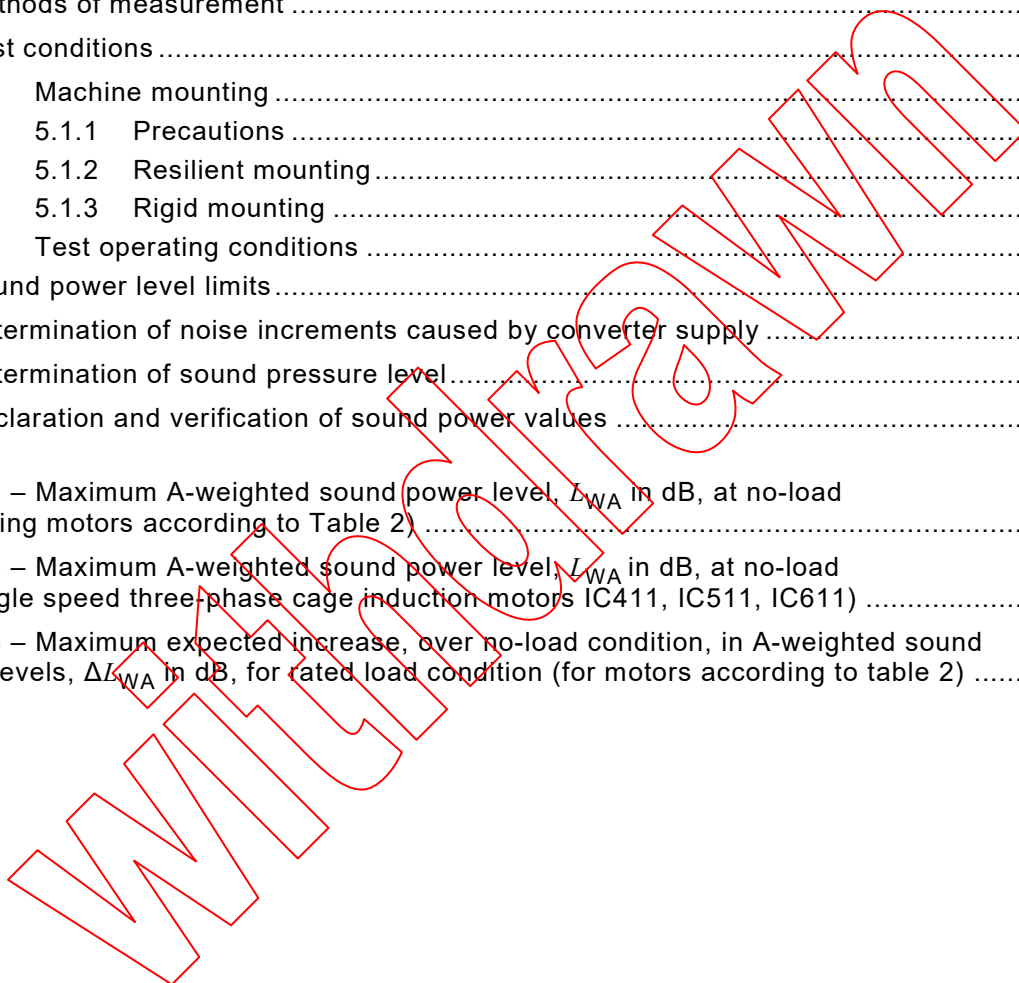 thods of measurement
st conditions
Machine mounting
5.1.1 Precautions
5.1.2 Resilient mounting
5.1.3 Rigid mounting
Test operating conditions
und power level limits
termination of noise increments caused by converter supply
termination of sound pressure level
claration and verification of sound power values
– Maximum A-weighted sound power level, LWA in dB, at no-load
ing motors according to Table 2)
– Maximum A-weighted sound power level, LWA in dB, at no-load
gle speed three-phase cage induction motors IC411, IC511, IC611)
– Maximum expected increase, over no-load condition, in A-weighted sound
evels, ΔLWA in dB, for rated load condition (for motors according to table 2)
withdrawn